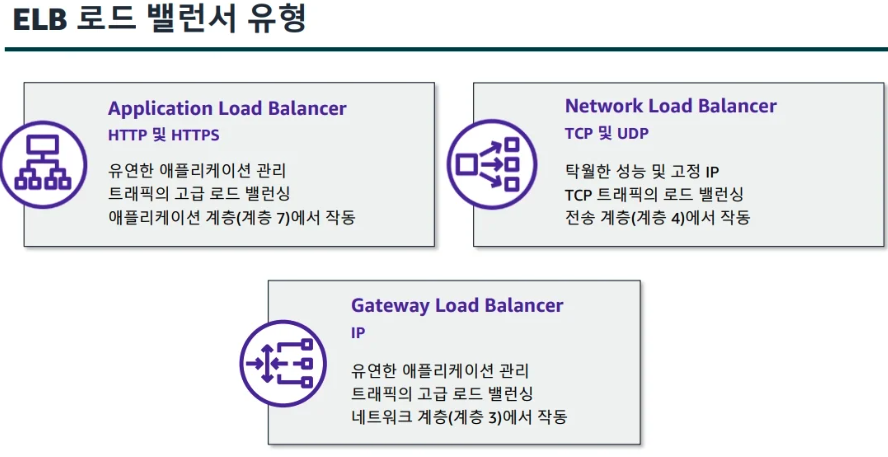 ELB 로드 밸런서 유형
Application Load Balancer
HTTP 및 HTTPS
유연한 애플리케이션 관리
트래픽의 고급 로드 밸런싱
애플리케이션 계층(계층 7)에서 작동
Network Load Balancer
TCP 및 UDP
탁월한 성능 및 고정 IP
TCP 트래픽의 로드 밸런싱
전송 계층(계층 4)에서 작동
Gateway Load Balancer
IP
유연한 애플리케이션 관리
트래픽의 고급 로드 밸런싱
네트워크 계층(계층 3)에서 작동